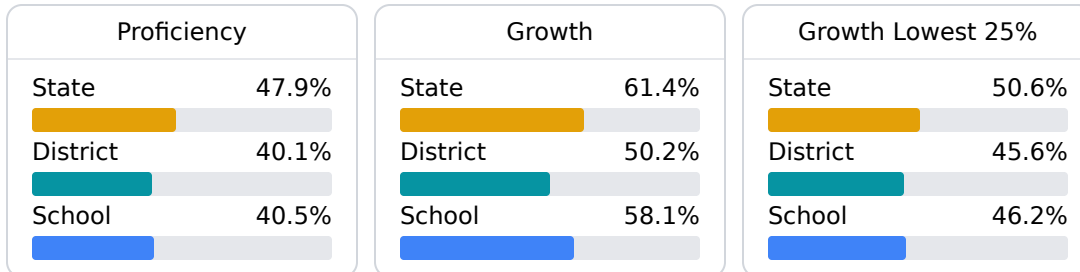 Proficiency
State 47.9%
District 40.1%
School 40.5%
Growth
State 61.4%
District 50.2%
School 58.1%
Growth Lowest 25%
State 50.6%
District 45.6%
School 46.2%